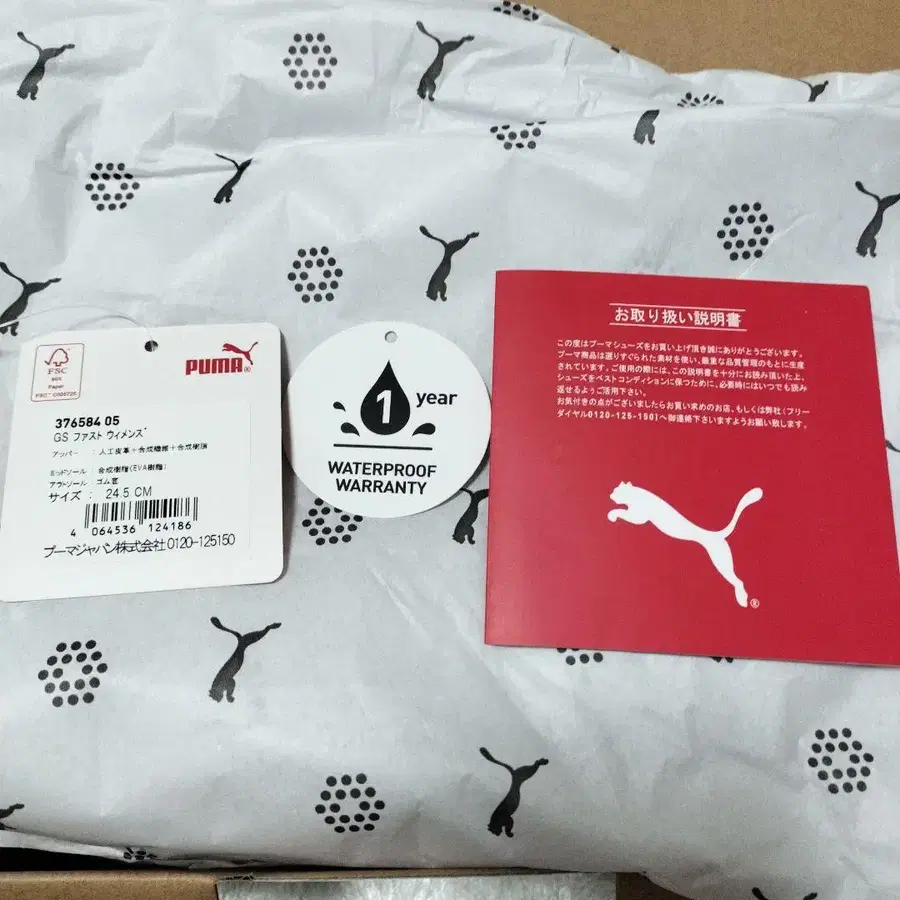 FSC
MIX
Paper
PUMA
376584 05
GS ファスト ウィメンズ
アッパー : 人工皮革+合成繊維+合成樹脂
ミッドソール : 合成樹脂(EVA樹脂)
アウトソール : ゴム底
サイズ : 24.5 CM
4 064536 124186
プーマジャパン株式会社 0120-125150
1 year
WATERPROOF
WARRANTY
お取り扱い説明書
この度はプーマシューズをお買い上げ頂き誠にありがとうございます。
プーマ商品は選りすぐられた素材を使い、厳重な品質管理のもとに生産
されています。ご使用の際には、この説明書を十分にお読み頂いた上、
シューズをベストコンディションに保つために、必要時にはいつでも読み
返せるようご活用下さい。
お気付きの点がございましたらお買い求めのお店、もしくは弊社(フリー
ダイヤル0120-125-150)へ御連絡下さいますようお願い致します。